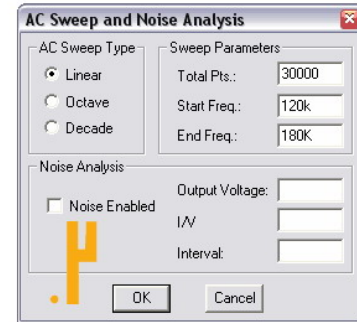 AC Sweep and Noise Analysis
AC Sweep Type
Linear
Octave
Decade
Sweep Parameters
Total Pts.: 30000
Start Freq.: 120k
End Freq.: 180K
Noise Analysis
Noise Enabled
Output Voltage:
I/V
Interval:
.۳
OK
Cancel